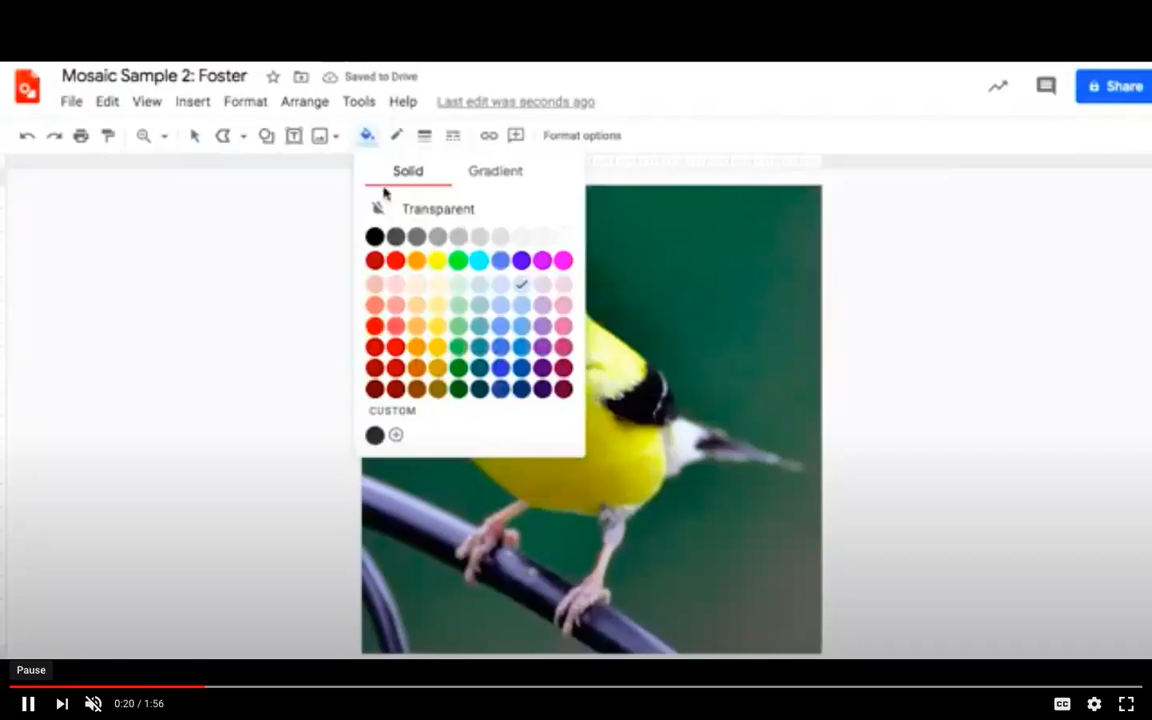 Mosaic Sample 2: Foster
Saved to Drive
File Edit View Insert Format Arrange Tools Help Last edit was seconds ago
Share
Format options
Solid Gradient
Transparent
CUSTOM
Pause
0:20 / 1:56
CC